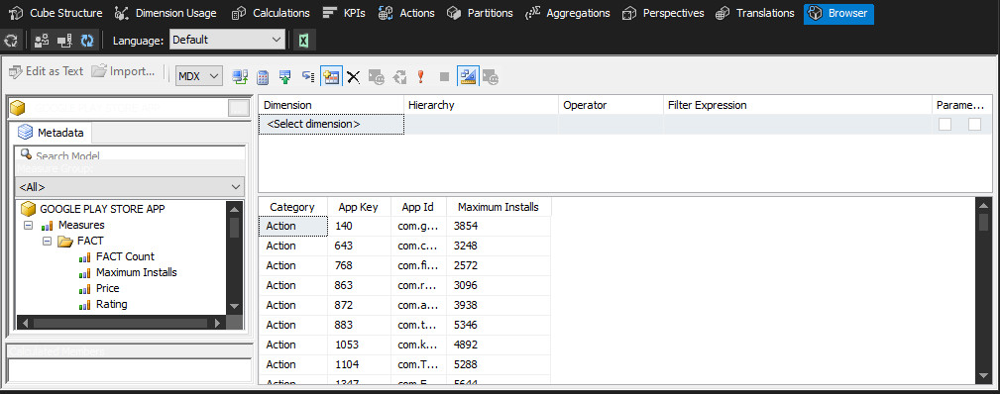 Cube Structure Dimension Usage Calculations KPIs Actions Partitions Aggregations Perspectives Translations Browser
Language: Default
Edit as Text Import... MDX
Metadata
Search Model
Measure Group:
<All>
GOOGLE PLAY STORE APP
Measures
FACT
FACT Count
Maximum Installs
Price
Rating
Calculated Members
Dimension Hierarchy Operator Filter Expression Parame...
<Select dimension>
Category App Key App Id Maximum Installs
Action 140 com.g... 3854
Action 643 com.c... 3248
Action 768 com.fi... 2572
Action 863 com.r... 3096
Action 872 com.a... 3938
Action 883 com.t... 5346
Action 1053 com.k... 4892
Action 1104 com.T... 5288
Action 1347 com.F... 5644